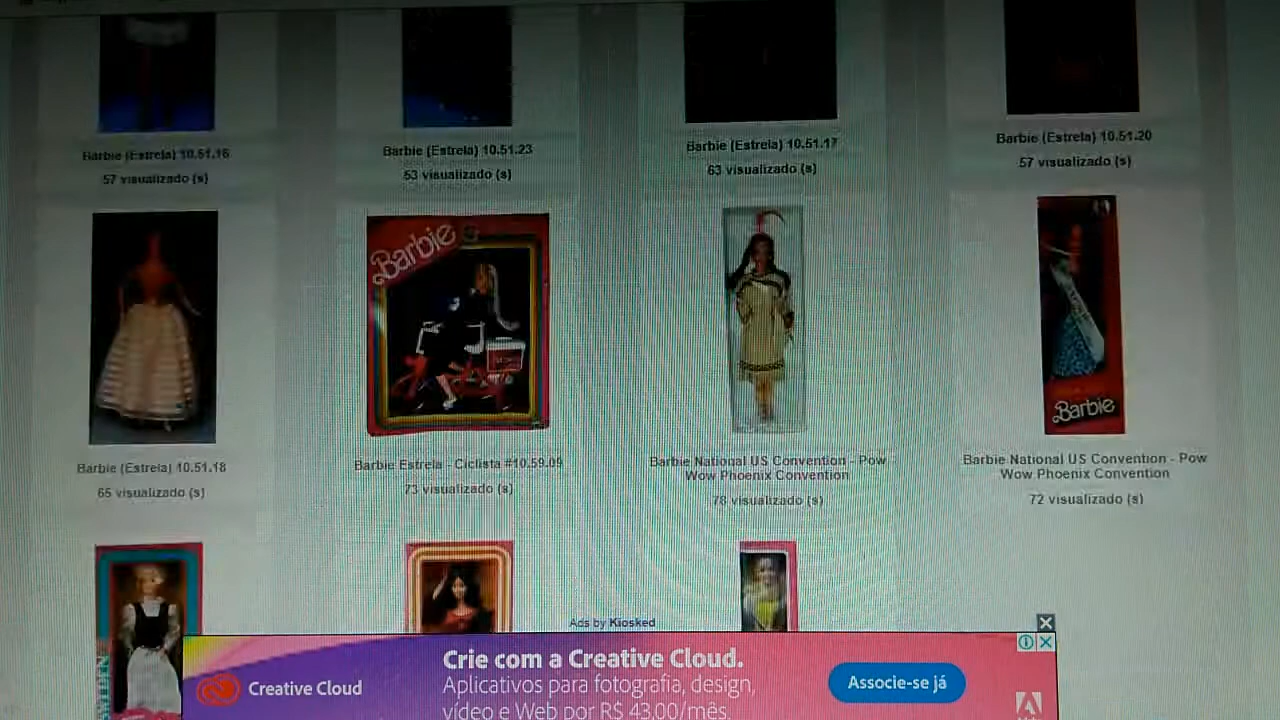 Barbie (Estrela) 10.51.16
57 visualizado (s)
Barbie (Estrela) 10.51.23
53 visualizado (s)
Barbie (Estrela) 10.51.17
63 visualizado (s)
Barbie (Estrela) 10.51.20
57 visualizado (s)
Barbie
Barbie
Barbie (Estrela) 10.51.18
65 visualizado (s)
Barbie Estrela - Ciclista #10.59.09
73 visualizado (s)
Barbie National US Convention - Pow
Wow Phoenix Convention
78 visualizado (s)
Barbie National US Convention - Pow
Wow Phoenix Convention
72 visualizado (s)
SWEDEN
Ads by Kiosked
Creative Cloud
Crie com a Creative Cloud.
Aplicativos para fotografia, design,
vídeo e Web por R$ 43,00/mês.
Associe-se já